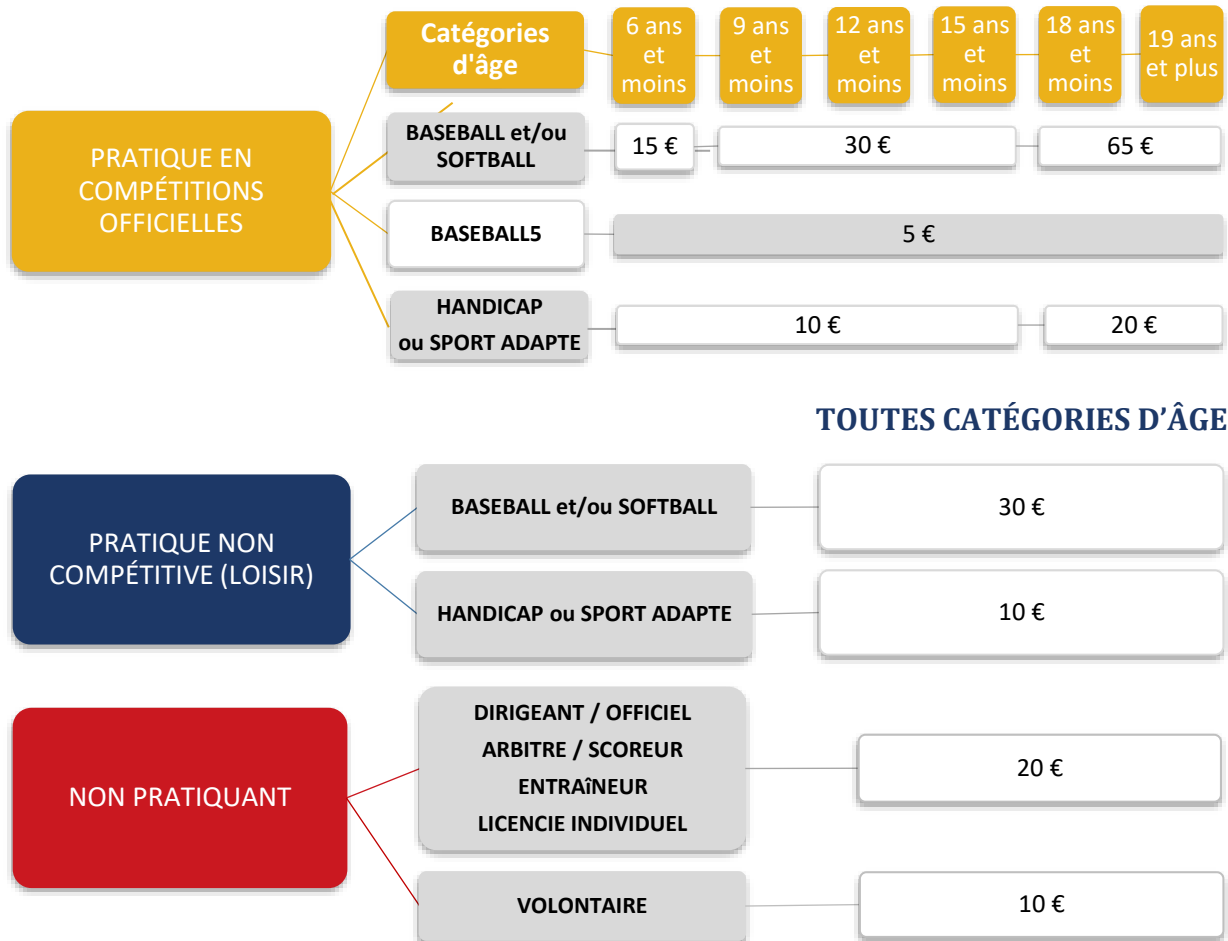 Catégories
d'âge
6 ans
et
moins
9 ans
et
moins
12 ans
et
moins
15 ans
et
moins
18 ans
et
moins
19 ans
et plus
PRATIQUE EN
COMPÉTITIONS
OFFICIELLES
BASEBALL et/ou
SOFTBALL
15 €
30 €
65 €
BASEBALL5
5 €
HANDICAP
ou SPORT ADAPTE
10 €
20 €
TOUTES CATÉGORIES D’ÂGE
PRATIQUE NON
COMPÉTITIVE (LOISIR)
BASEBALL et/ou SOFTBALL
30 €
HANDICAP ou SPORT ADAPTE
10 €
NON PRATIQUANT
DIRIGEANT / OFFICIEL
ARBITRE / SCOREUR
ENTRAîNEUR
LICENCIE INDIVIDUEL
20 €
VOLONTAIRE
10 €